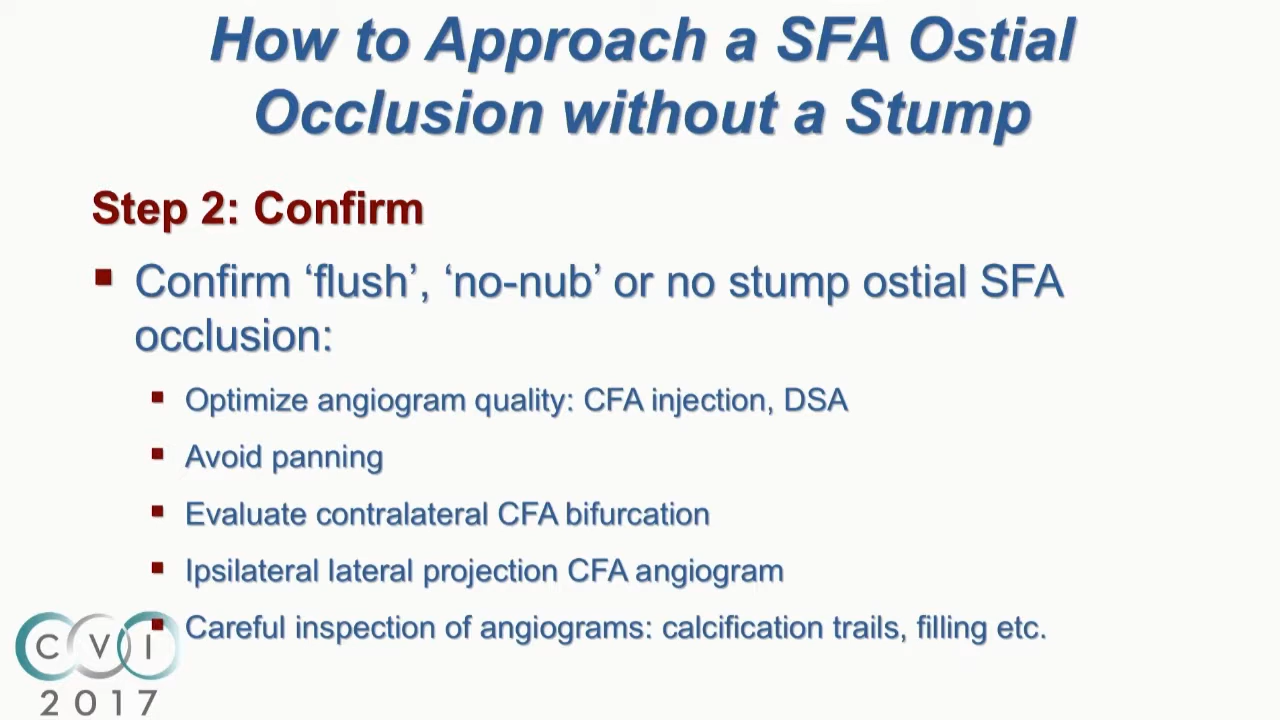 How to Approach a SFA Ostial
Occlusion without a Stump
Step 2: Confirm
Confirm ‘flush’, ‘no-nub’ or no stump ostial SFA
occlusion:
Optimize angiogram quality: CFA injection, DSA
Avoid panning
Evaluate contralateral CFA bifurcation
Ipsilateral lateral projection CFA angiogram
Careful inspection of angiograms: calcification trails, filling etc.
CVI
2017